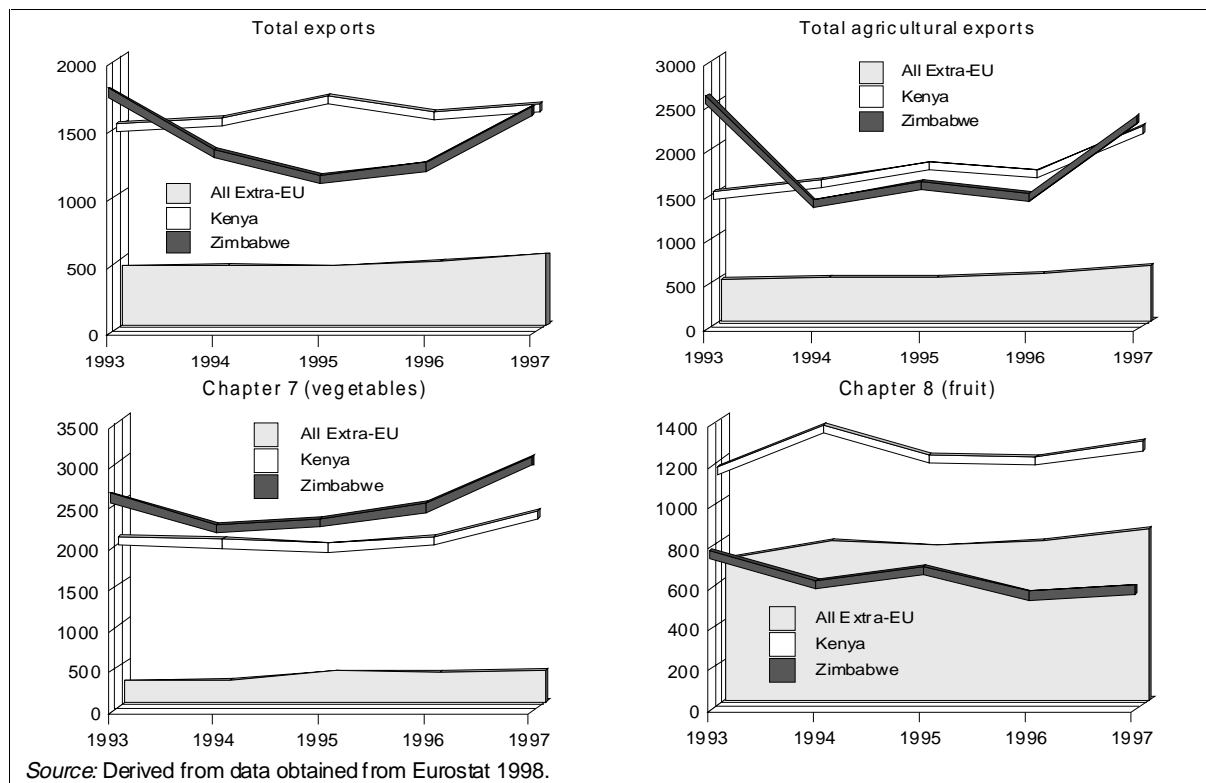 Total exports
2000
1500
1000
500
0
All Extra-EU
Kenya
Zimbabwe
1993 1994 1995 1996 1997
Total agricultural exports
3000
2500
2000
1500
1000
500
0
All Extra-EU
Kenya
Zimbabwe
1993 1994 1995 1996 1997
Chapter 7 (vegetables)
3500
3000
2500
2000
1500
1000
500
0
All Extra-EU
Kenya
Zimbabwe
1993 1994 1995 1996 1997
Chapter 8 (fruit)
1400
1200
1000
800
600
400
200
0
All Extra-EU
Kenya
Zimbabwe
1993 1994 1995 1996 1997
Source: Derived from data obtained from Eurostat 1998.